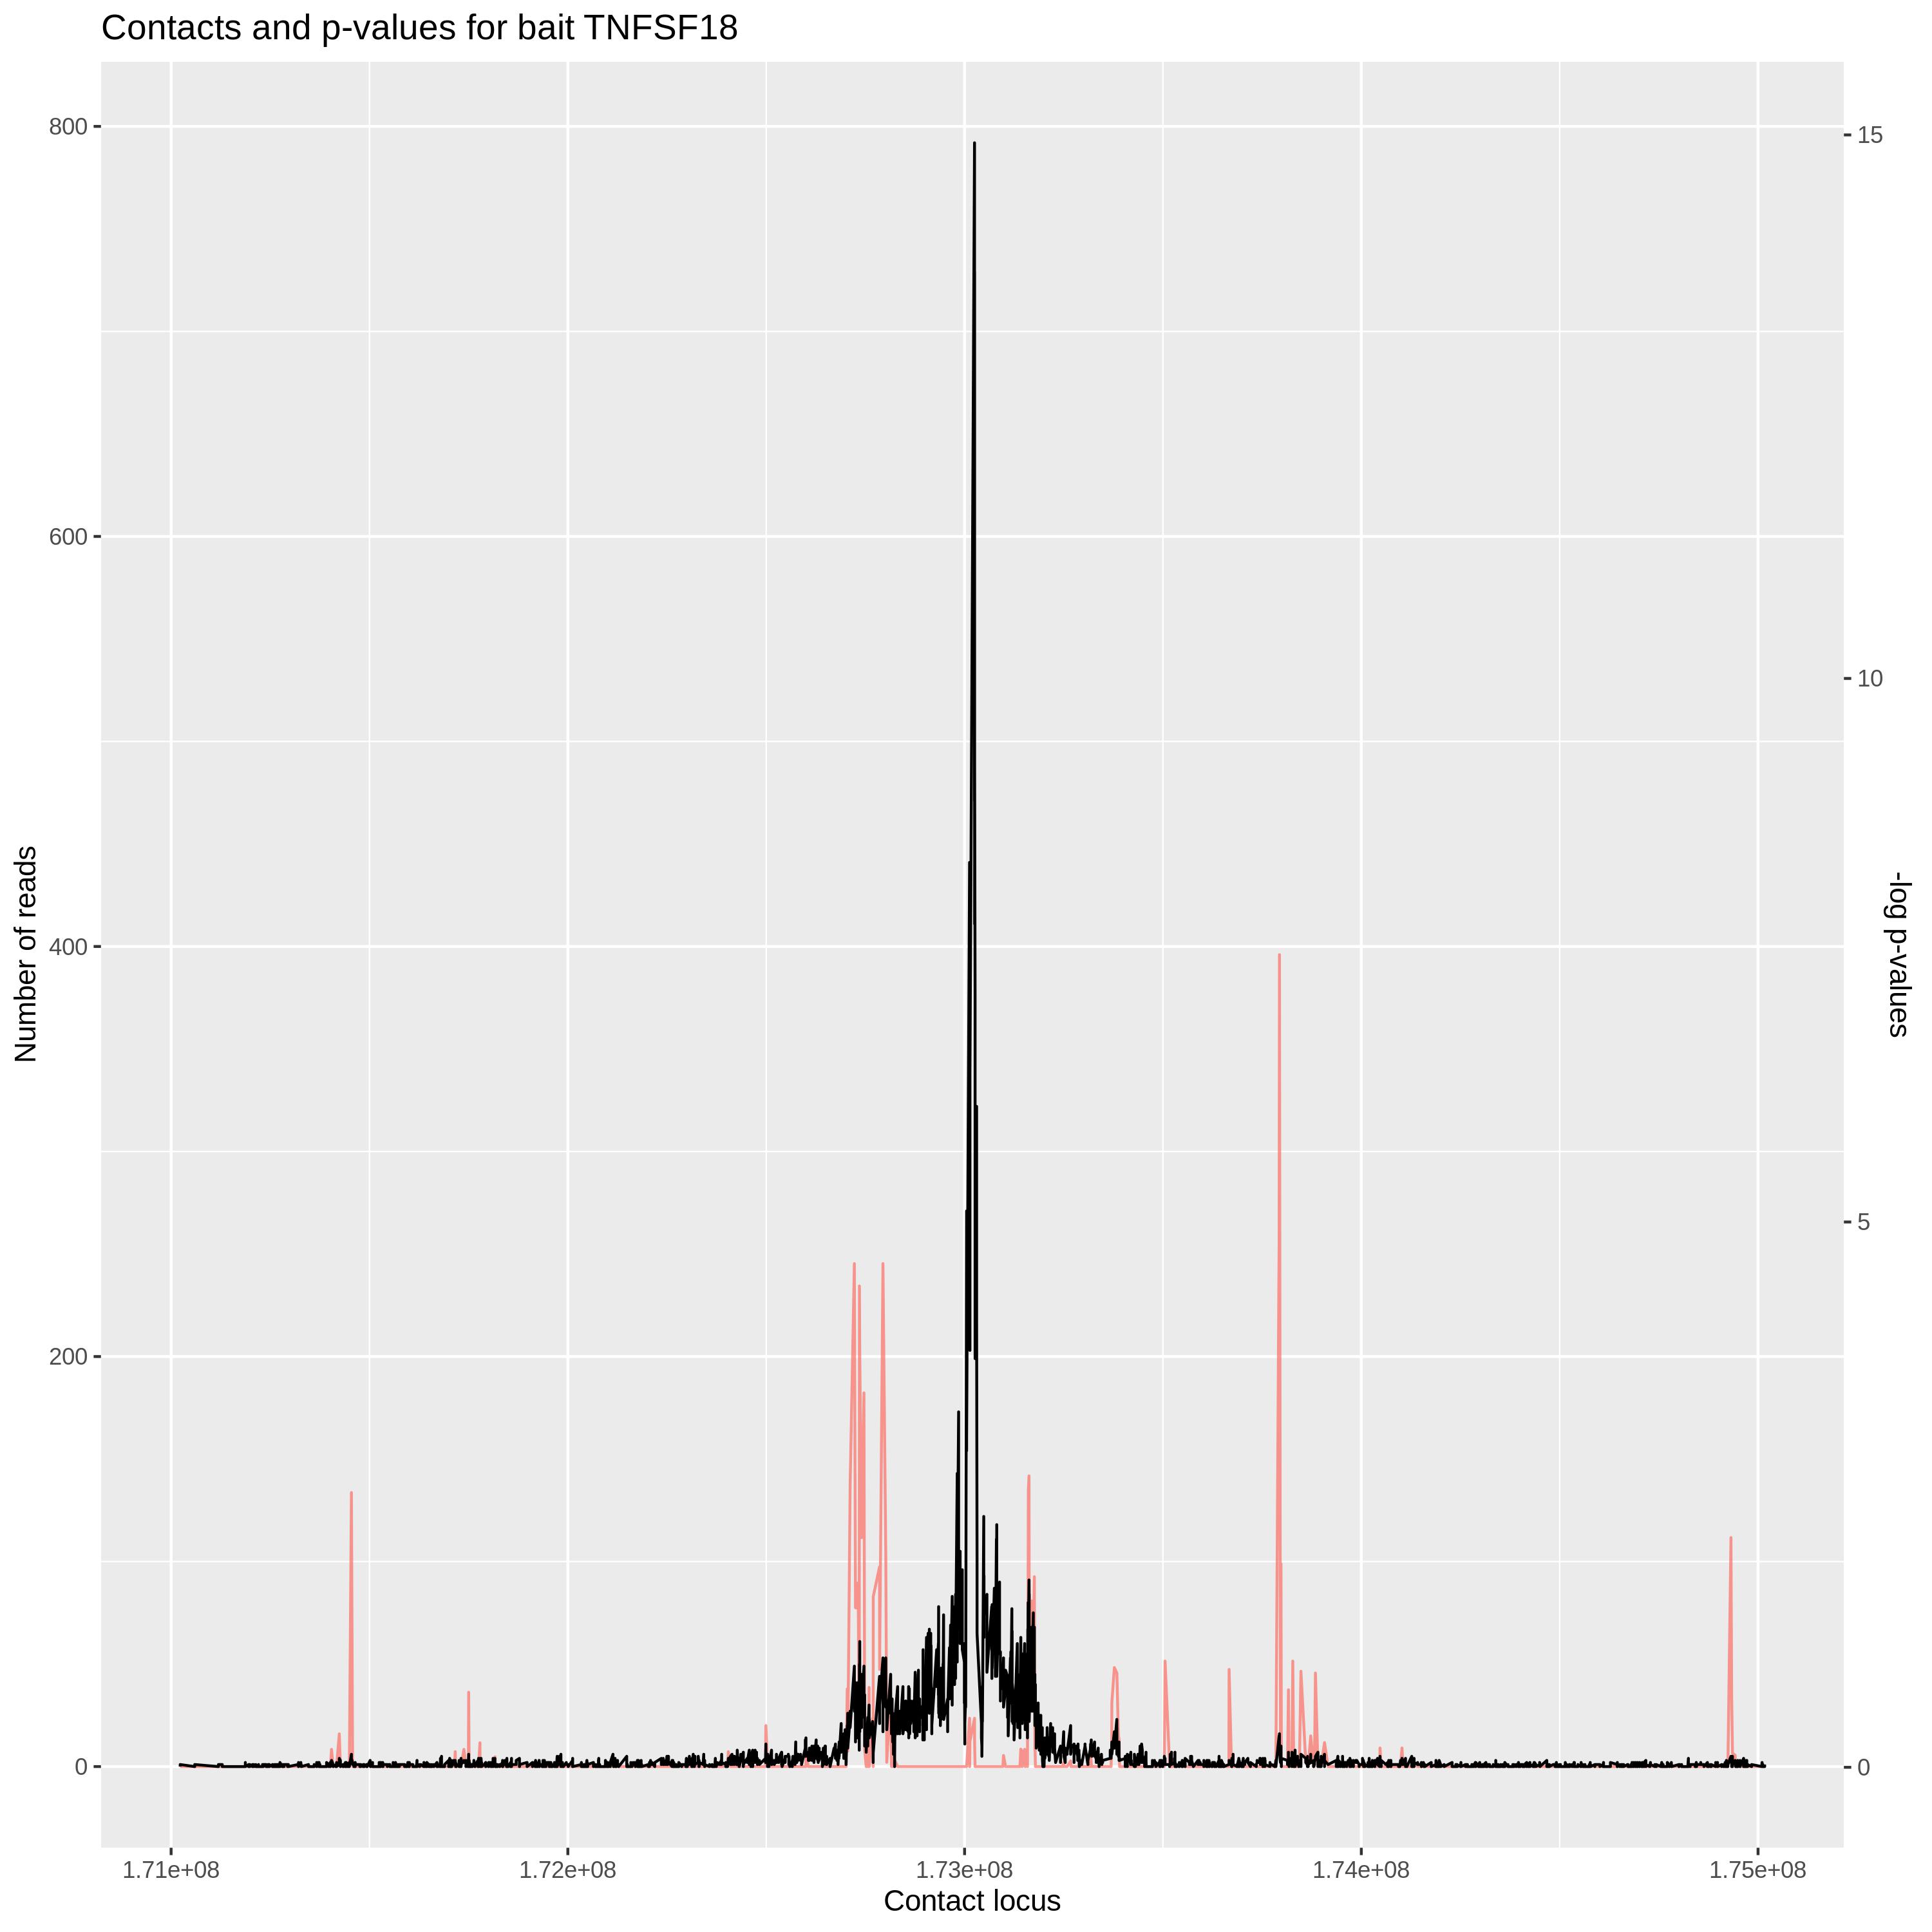 Contacts and p-values for bait TNFSF18
800
600
400
200
0
Number of reads
15
10
5
0
-log p-values
1.71e+08
1.72e+08
1.73e+08
1.74e+08
1.75e+08
Contact locus